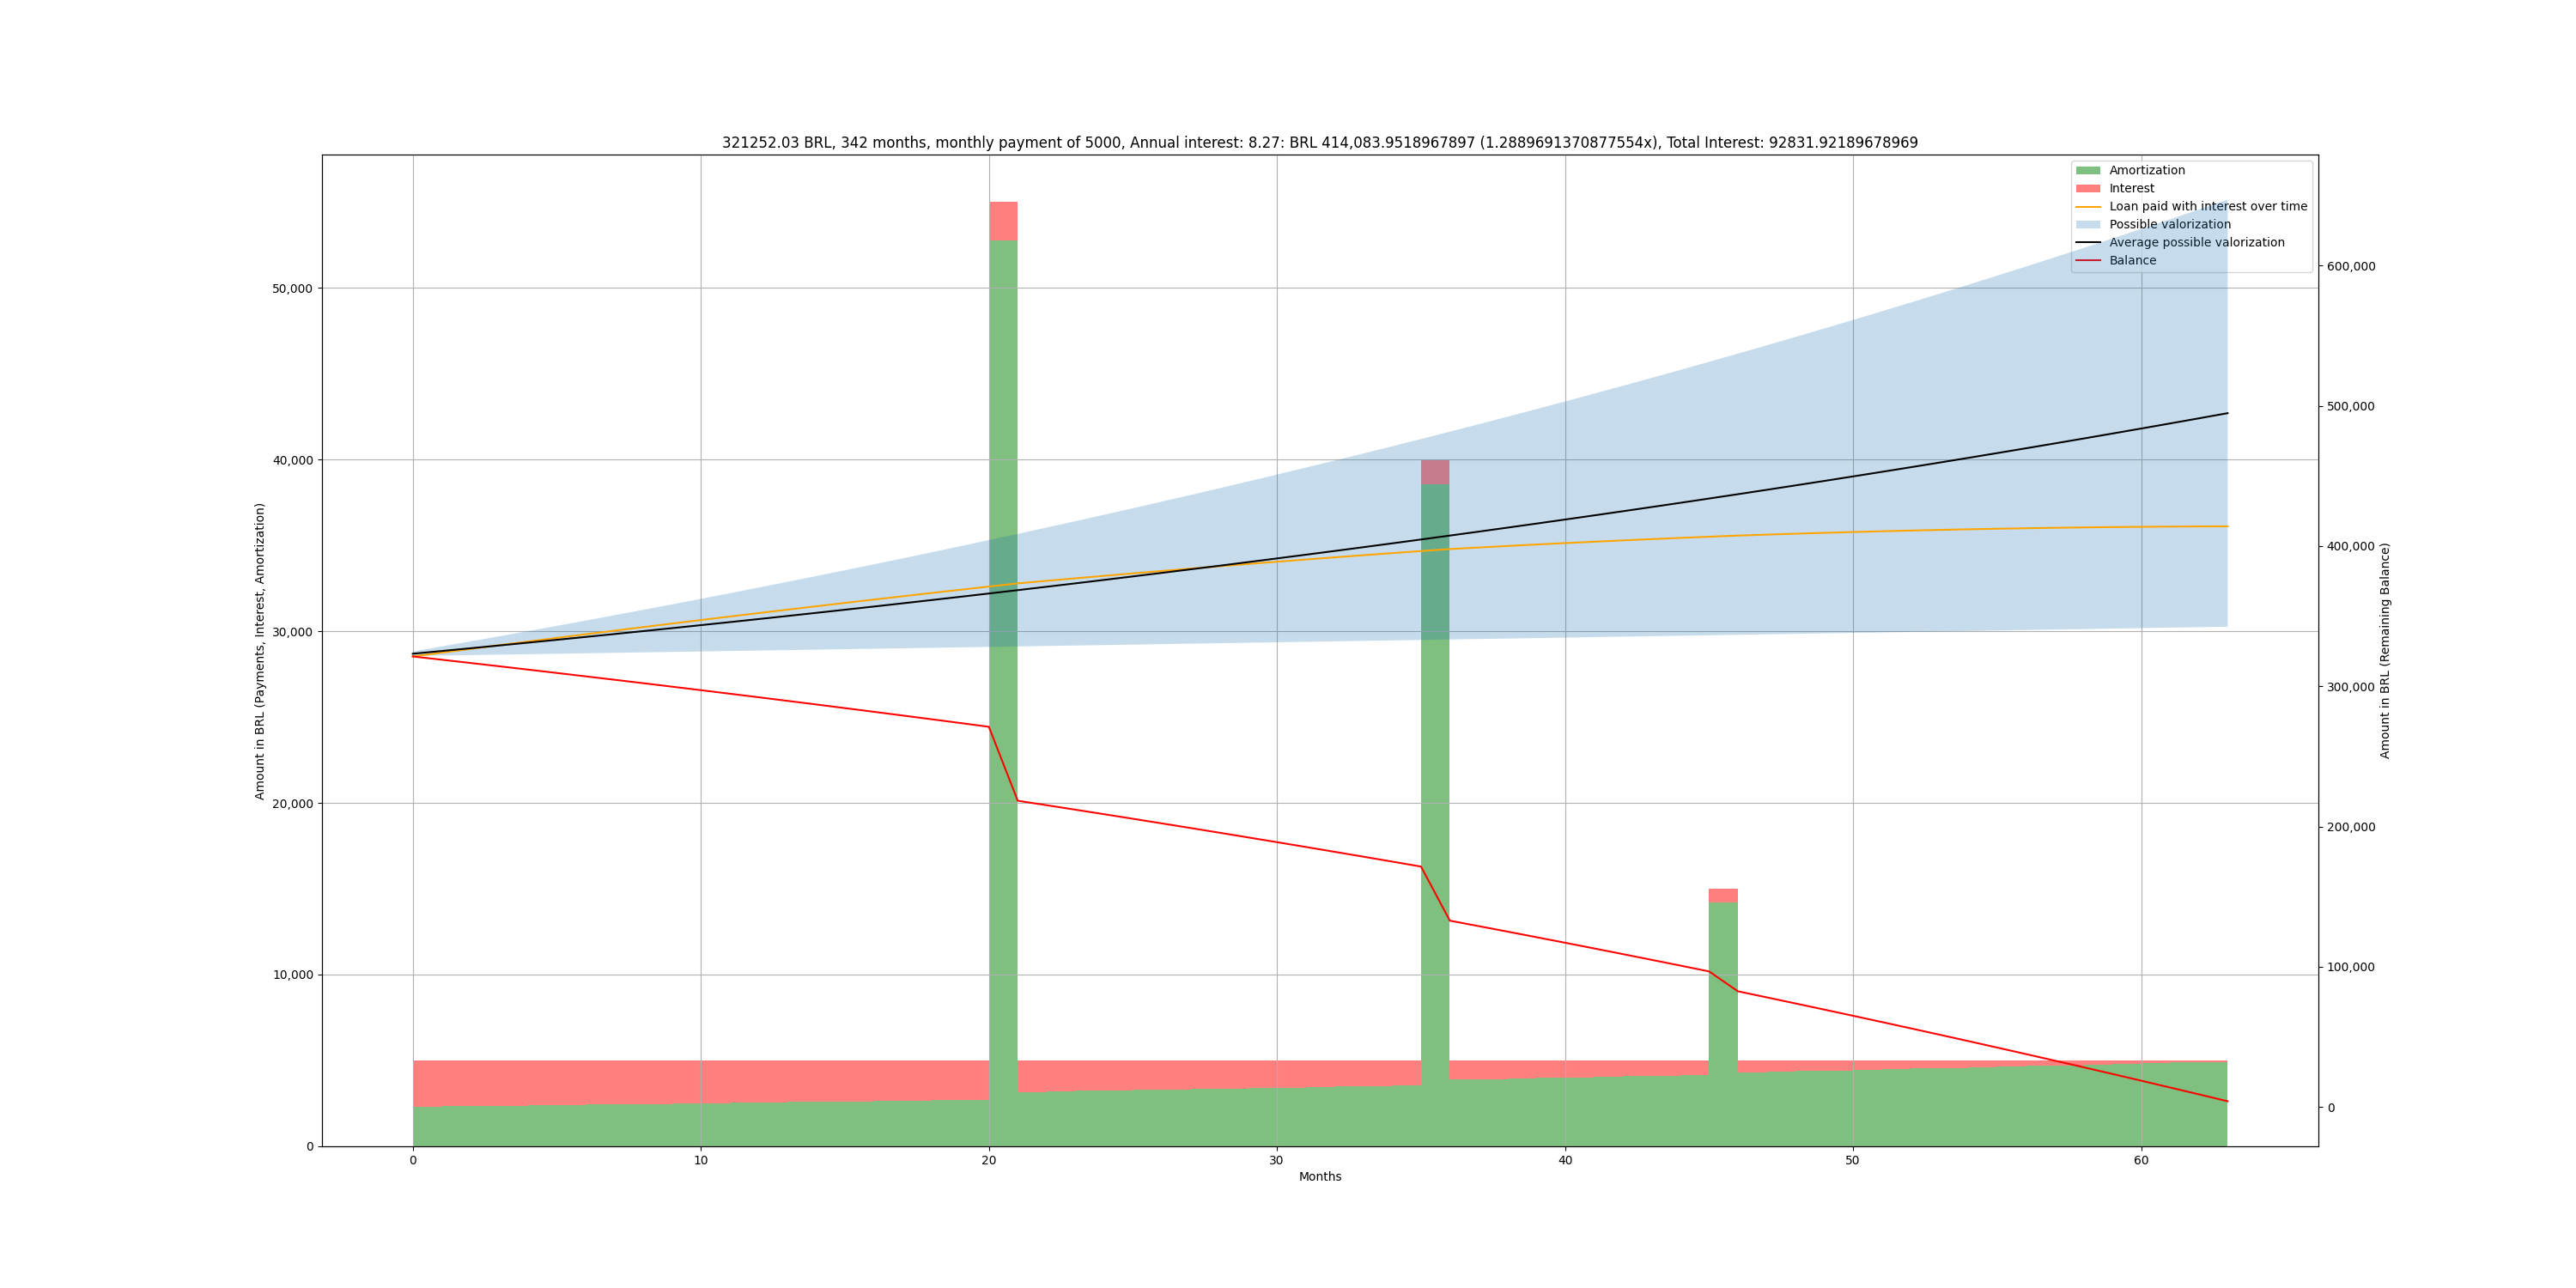 321252.03 BRL, 342 months, monthly payment of 5000, Annual interest: 8.27: BRL 414,083.9518967897 (1.2889691370877554x), Total Interest: 92831.92189678969
Amortization
Interest
Loan paid with interest over time
Possible valorization
Average possible valorization
Balance
Amount in BRL (Payments, Interest, Amortization)
50,000
40,000
30,000
20,000
10,000
0
600,000
500,000
400,000
300,000
200,000
100,000
0
Amount in BRL (Remaining Balance)
0 10 20 30 40 50 60
Months